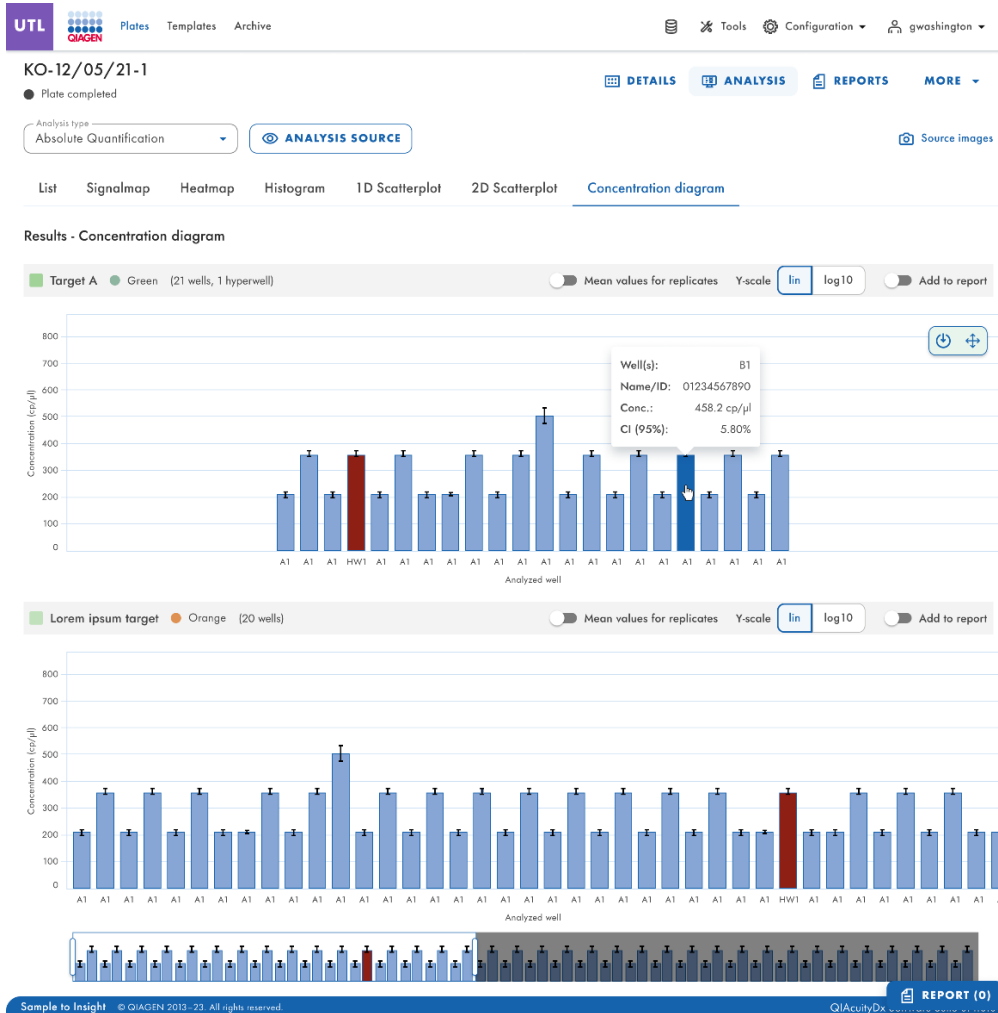 UTL
QIAGEN
Plates Templates Archive Tools Configuration gwashington
KO-12/05/21-1
Plate completed
DETAILS ANALYSIS REPORTS MORE
Analysis type
Absolute Quantification
ANALYSIS SOURCE
Source images
List Signalmap Heatmap Histogram 1D Scatterplot 2D Scatterplot Concentration diagram
Results - Concentration diagram
Target A Green (21 wells, 1 hyperwell) Mean values for replicates Y-scale lin log10 Add to report
Concentration (cp/µl)
800
700
600
500
400
300
200
100
0
Well(s): B1
Name/ID: 01234567890
Conc.: 458.2 cp/µl
CI (95%): 5.80%
A1 A1 A1 HW1 A1 A1 A1 A1 A1 A1 A1 A1 A1 A1 A1 A1 A1 A1 A1 A1 A1 A1
Analyzed well
Lorem ipsum target Orange (20 wells) Mean values for replicates Y-scale lin log10 Add to report
Concentration (cp/µl)
800
700
600
500
400
300
200
100
0
A1 A1 A1 A1 A1 A1 A1 A1 A1 A1 A1 A1 A1 A1 A1 A1 A1 A1 A1 A1 A1 A1 A1 A1 A1 A1 A1 A1 A1 A1 HW1 A1 A1 A1 A1 A1 A1 A1 A1
Analyzed well
REPORT (0)
Sample to Insight © QIAGEN 2013–23. All rights reserved. QIAcuityDx